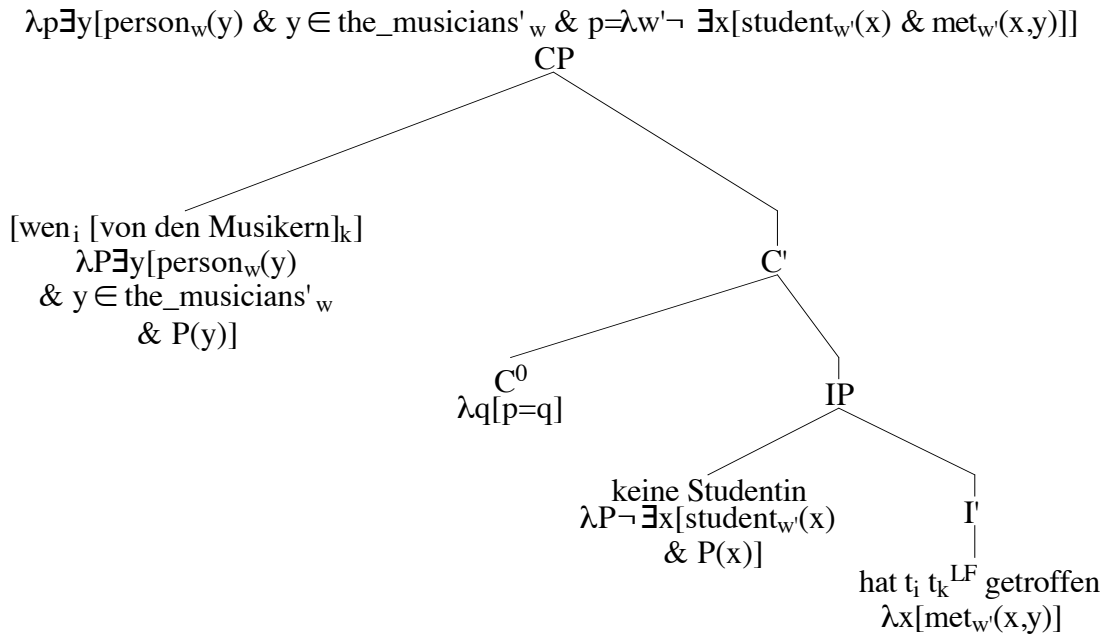 λp∃y[person_w(y) & y ∈ the_musicians'_w & p=λw'¬ ∃x[student_w'(x) & met_w'(x,y)]]
CP
[wen_i [von den Musikern]_k]
λP∃y[person_w(y)
& y ∈ the_musicians'_w
& P(y)]
C'
C⁰
λq[p=q]
IP
keine Studentin
λP¬ ∃x[student_w'(x)
& P(x)]
I'
hat t_i t_k^LF getroffen
λx[met_w'(x,y)]